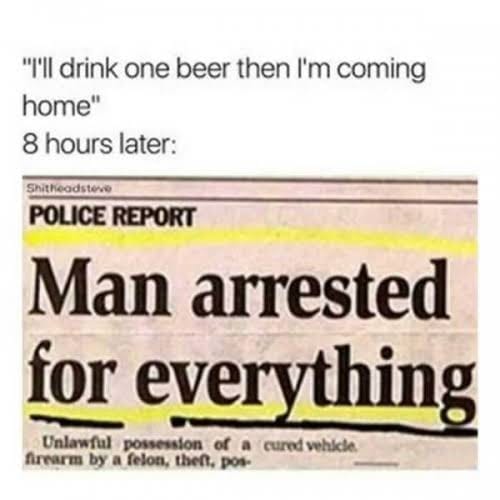 "I'll drink one beer then I'm coming
home"
8 hours later:
Shitheadsteve
POLICE REPORT
Man arrested
for everything
Unlawful possession of a cured vehicle.
firearm by a felon, theft, pos-